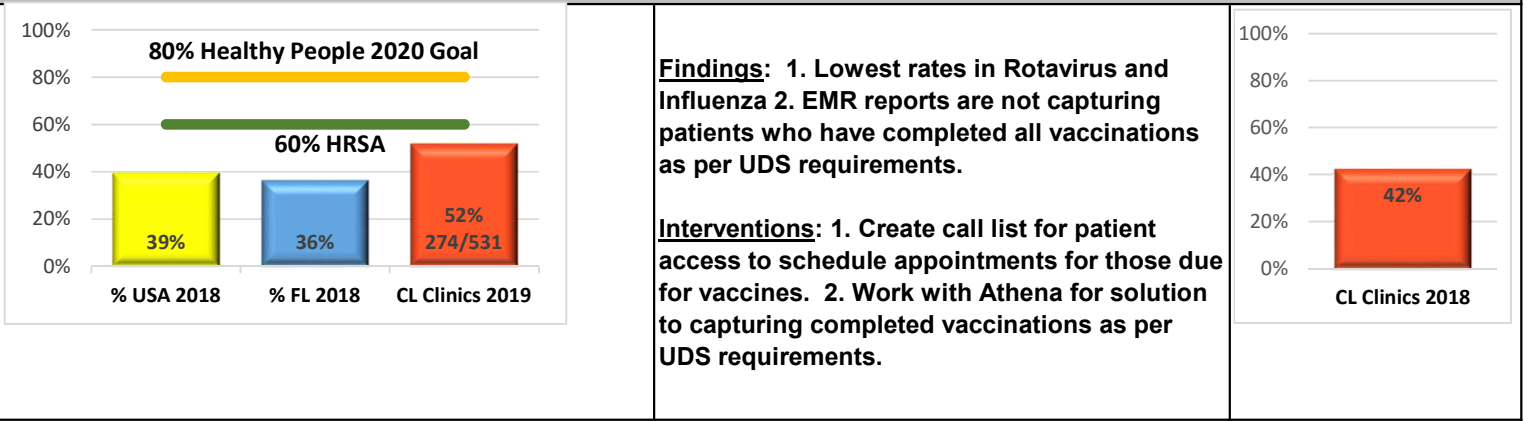 100%
80% Healthy People 2020 Goal
80%
60%
60% HRSA
40%
20%
0%
39%
36%
52%
274/531
% USA 2018
% FL 2018
CL Clinics 2019
Findings:  1. Lowest rates in Rotavirus and
Influenza 2. EMR reports are not capturing
patients who have completed all vaccinations
as per UDS requirements.
Interventions: 1. Create call list for patient
access to schedule appointments for those due
for vaccines.  2. Work with Athena for solution
to capturing completed vaccinations as per
UDS requirements.
100%
80%
60%
40%
20%
0%
42%
CL Clinics 2018